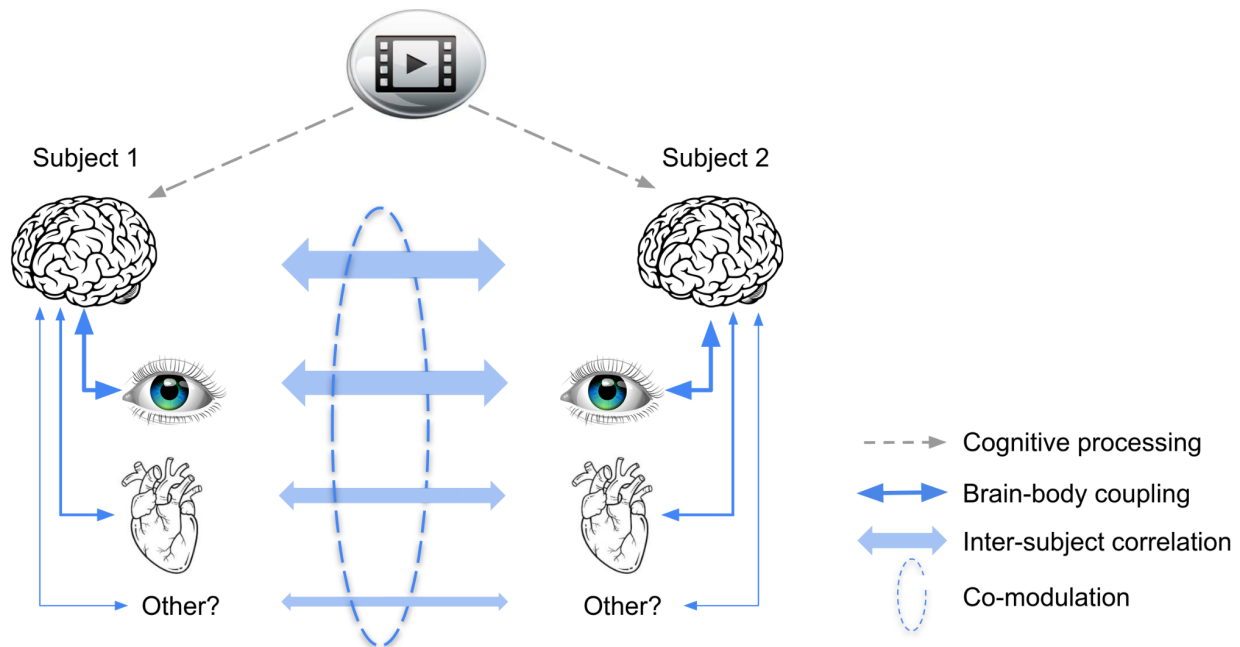 Subject 1
Subject 2
Other?
Other?
Cognitive processing
Brain-body coupling
Inter-subject correlation
Co-modulation